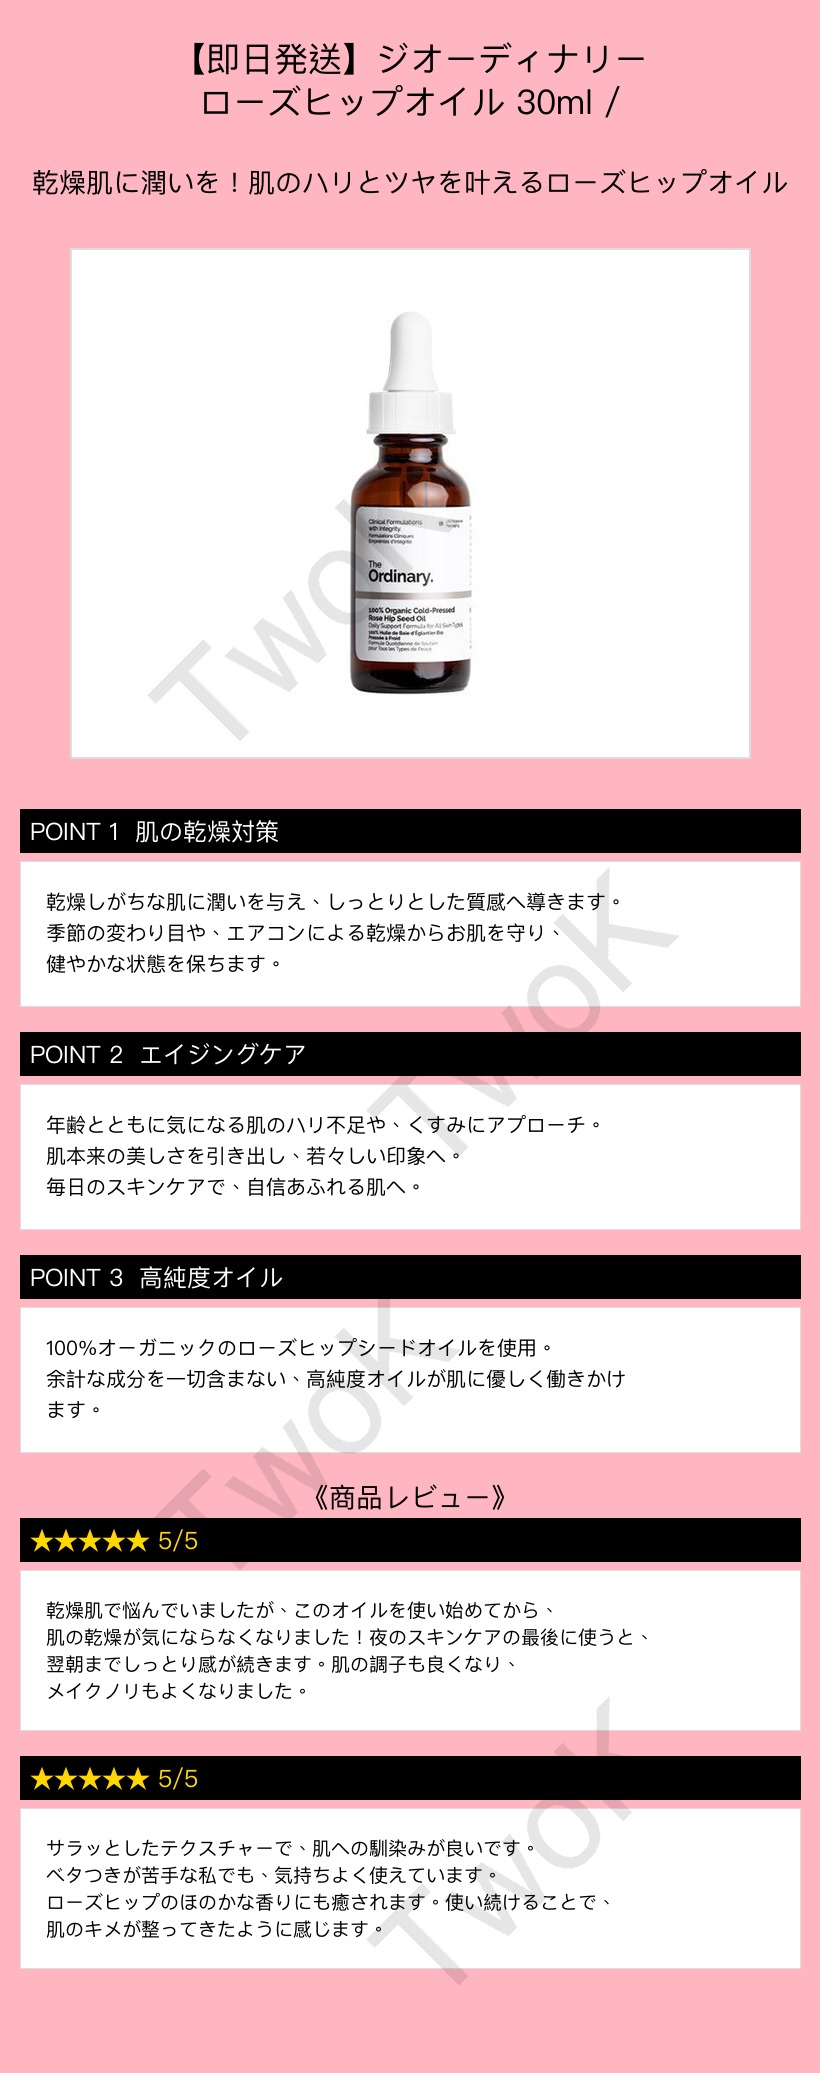 【即日発送】ジオーディナリー
ローズヒップオイル 30ml /
乾燥肌に潤いを！肌のハリとツヤを叶えるローズヒップオイル
Clinical Formulations
with Integrity.
Formulations Cliniques
Empreintes d'Intégrité
The
Ordinary.
100% Organic Cold-Pressed
Rose Hip Seed Oil
Daily Support Formula for All Skin Types
100% Huile de Baie d'Églantier Bio
Pressée à Froid
Formule Quotidienne de Soutien
pour Tous les Types de Peaux
TwoK
POINT 1 肌の乾燥対策
乾燥しがちな肌に潤いを与え、しっとりとした質感へ導きます。
季節の変わり目や、エアコンによる乾燥からお肌を守り、
健やかな状態を保ちます。
TwoK
POINT 2 エイジングケア
年齢とともに気になる肌のハリ不足や、くすみにアプローチ。
肌本来の美しさを引き出し、若々しい印象へ。
毎日のスキンケアで、自信あふれる肌へ。
POINT 3 高純度オイル
100%オーガニックのローズヒップシードオイルを使用。
余計な成分を一切含まない、高純度オイルが肌に優しく働きかけ
ます。
TwoK
《商品レビュー》
★★★★★ 5/5
乾燥肌で悩んでいましたが、このオイルを使い始めてから、
肌の乾燥が気にならなくなりました！夜のスキンケアの最後に使うと、
翌朝までしっとり感が続きます。肌の調子も良くなり、
メイクノリもよくなりました。
★★★★★ 5/5
サラッとしたテクスチャーで、肌への馴染みが良いです。
ベタつきが苦手な私でも、気持ちよく使えています。
ローズヒップのほのかな香りにも癒されます。使い続けることで、
肌のキメが整ってきたように感じます。
TwoK